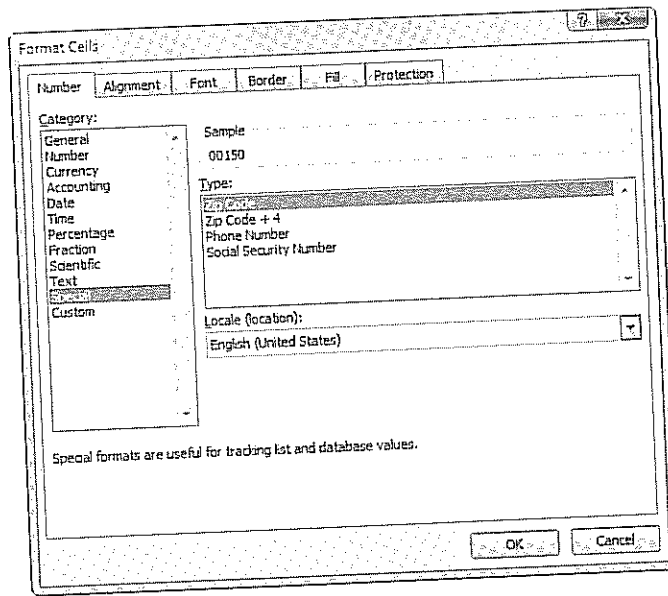 Format Cells
? X
Number Alignment Font Border Fill Protection
Category:
General
Number
Currency
Accounting
Date
Time
Percentage
Fraction
Scientific
Text
Special
Custom
Sample
00150
Type:
Zip Code
Zip Code + 4
Phone Number
Social Security Number
Locale (location):
English (United States)
Special formats are useful for tracking list and database values.
OK Cancel